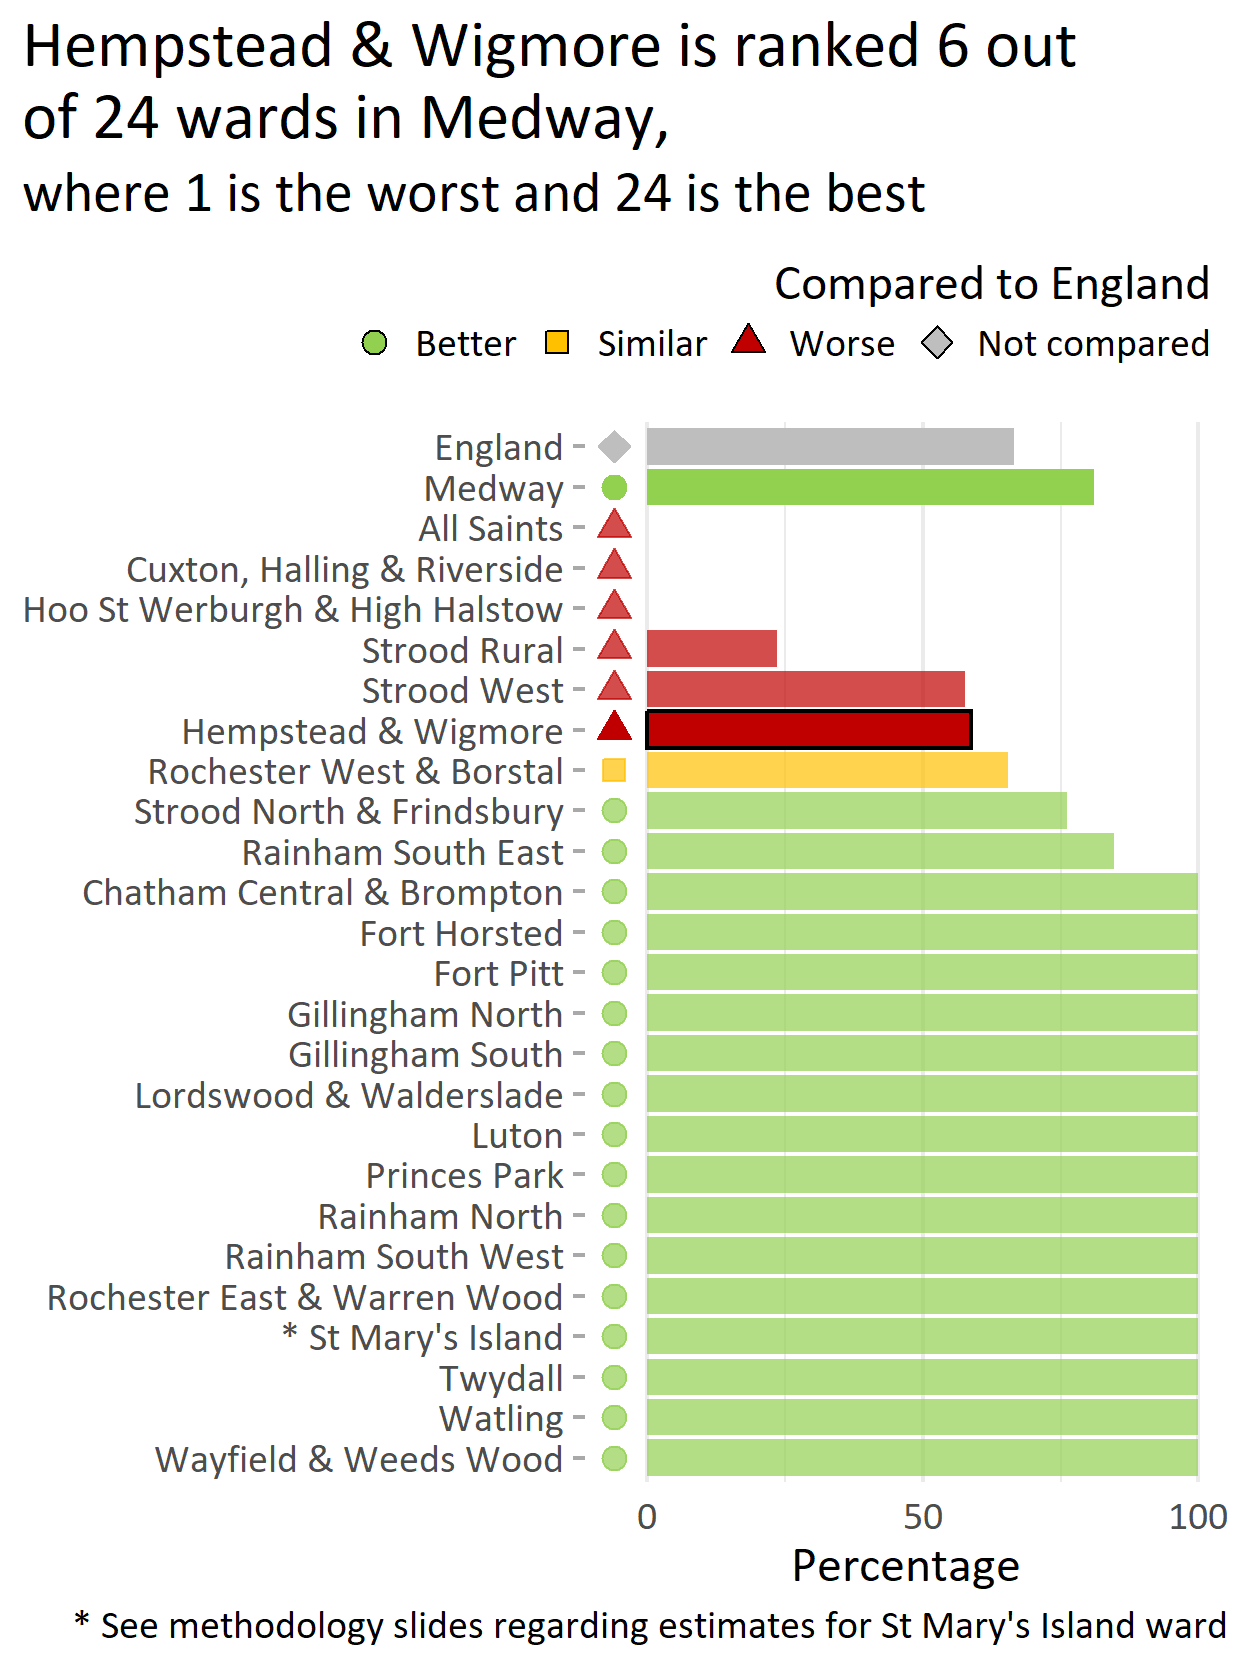 Hempstead & Wigmore is ranked 6 out
of 24 wards in Medway,
where 1 is the worst and 24 is the best
Compared to England
Better Similar Worse Not compared
England
Medway
All Saints
Cuxton, Halling & Riverside
Hoo St Werburgh & High Halstow
Strood Rural
Strood West
Hempstead & Wigmore
Rochester West & Borstal
Strood North & Frindsbury
Rainham South East
Chatham Central & Brompton
Fort Horsted
Fort Pitt
Gillingham North
Gillingham South
Lordswood & Walderslade
Luton
Princes Park
Rainham North
Rainham South West
Rochester East & Warren Wood
* St Mary's Island
Twydall
Watling
Wayfield & Weeds Wood
0 50 100
Percentage
* See methodology slides regarding estimates for St Mary's Island ward